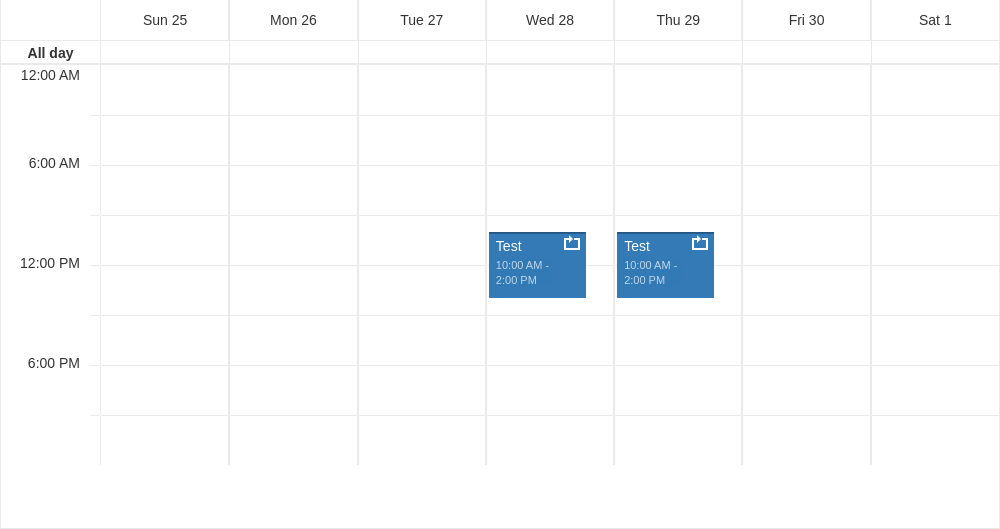 Sun 25
Mon 26
Tue 27
Wed 28
Thu 29
Fri 30
Sat 1
All day
12:00 AM
6:00 AM
12:00 PM
6:00 PM
Test
10:00 AM -
2:00 PM
Test
10:00 AM -
2:00 PM